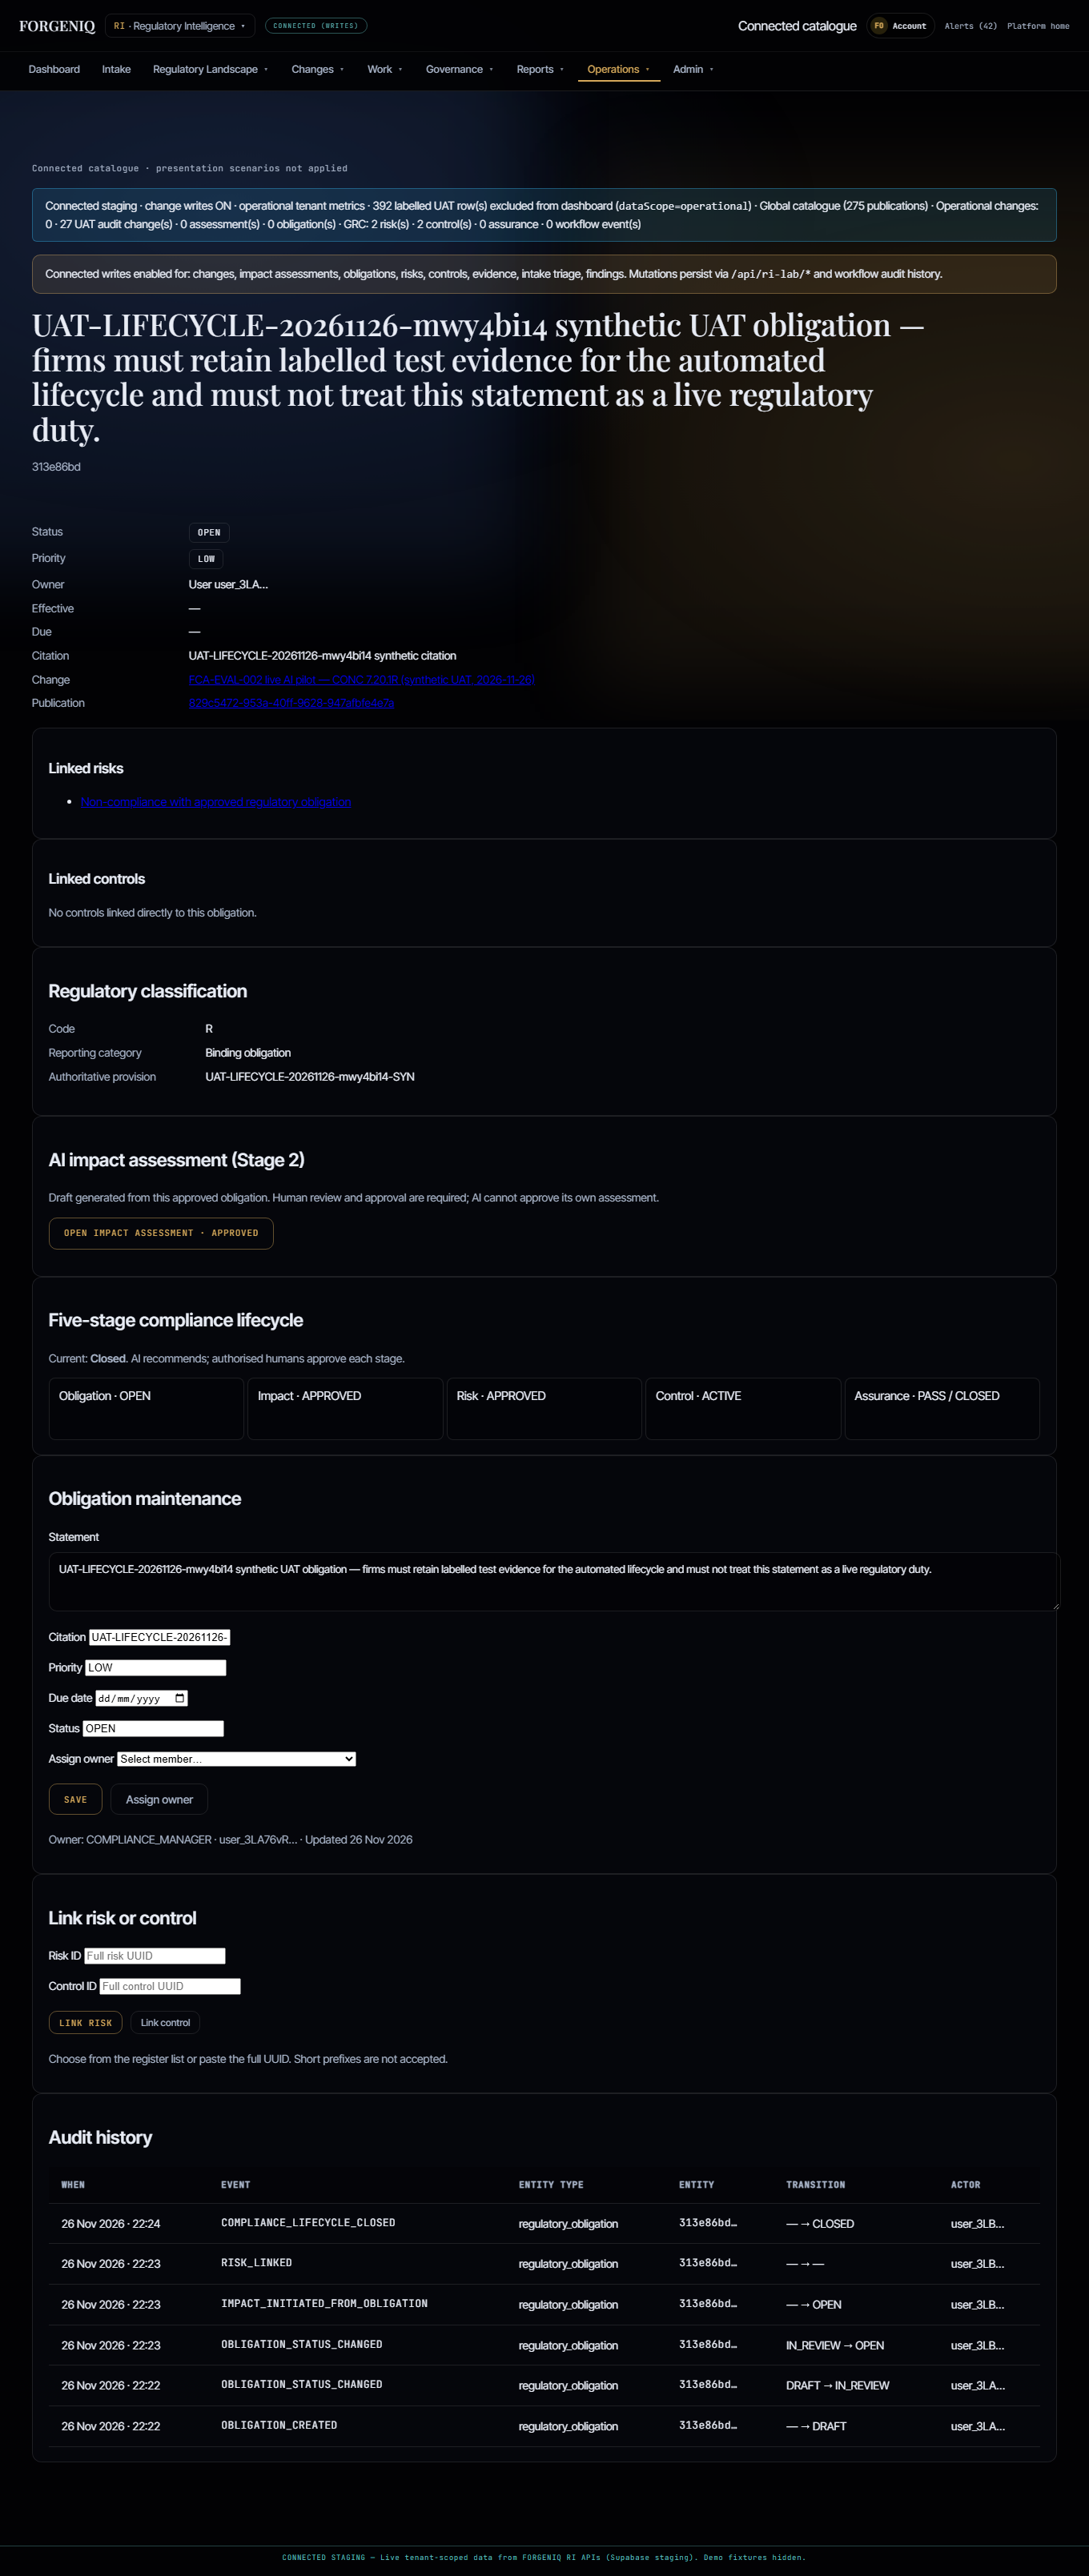 FORGENIQ
RI · Regulatory Intelligence ▾
CONNECTED (WRITES)
Connected catalogue
FO Account
Alerts (42)
Platform home
Dashboard
Intake
Regulatory Landscape ▾
Changes ▾
Work ▾
Governance ▾
Reports ▾
Operations ▾
Admin ▾
Connected catalogue · presentation scenarios not applied
Connected staging · change writes ON · operational tenant metrics · 392 labelled UAT row(s) excluded from dashboard (dataScope=operational) · Global catalogue (275 publications) · Operational changes:
0 · 27 UAT audit change(s) · 0 assessment(s) · 0 obligation(s) · GRC: 2 risk(s) · 2 control(s) · 0 assurance · 0 workflow event(s)
Connected writes enabled for: changes, impact assessments, obligations, risks, controls, evidence, intake triage, findings. Mutations persist via /api/ri-lab/* and workflow audit history.
UAT-LIFECYCLE-20261126-mwy4bi14 synthetic UAT obligation —
firms must retain labelled test evidence for the automated
lifecycle and must not treat this statement as a live regulatory
duty.
313e86bd
Status OPEN
Priority LOW
Owner User user_3LA…
Effective —
Due —
Citation UAT-LIFECYCLE-20261126-mwy4bi14 synthetic citation
Change FCA-EVAL-002 live AI pilot — CONC 7.20.1R (synthetic UAT, 2026-11-26)
Publication
Linked risks
Non-compliance with approved regulatory obligation
Linked controls
No controls linked directly to this obligation.
Regulatory classification
Code R
Reporting category Binding obligation
Authoritative provision UAT-LIFECYCLE-20261126-mwy4bi14-SYN
AI impact assessment (Stage 2)
Draft generated from this approved obligation. Human review and approval are required; AI cannot approve its own assessment.
OPEN IMPACT ASSESSMENT · APPROVED
Five-stage compliance lifecycle
Current: Closed. AI recommends; authorised humans approve each stage.
Obligation · OPEN
Impact · APPROVED
Risk · APPROVED
Control · ACTIVE
Assurance · PASS / CLOSED
Obligation maintenance
Statement
UAT-LIFECYCLE-20261126-mwy4bi14 synthetic UAT obligation — firms must retain labelled test evidence for the automated lifecycle and must not treat this statement as a live regulatory duty.
Citation UAT-LIFECYCLE-20261126-
Priority LOW
Due date dd/mm/yyyy
Status OPEN
Assign owner Select member…
SAVE
Assign owner
Owner: COMPLIANCE_MANAGER · user_3LA76vR… · Updated 26 Nov 2026
Link risk or control
Risk ID Full risk UUID
Control ID Full control UUID
LINK RISK
Link control
Choose from the register list or paste the full UUID. Short prefixes are not accepted.
Audit history
WHEN EVENT ENTITY TYPE ENTITY TRANSITION ACTOR
26 Nov 2026 · 22:24 COMPLIANCE_LIFECYCLE_CLOSED regulatory_obligation 313e86bd… — → CLOSED user_3LB…
26 Nov 2026 · 22:23 RISK_LINKED regulatory_obligation 313e86bd… — → — user_3LB…
26 Nov 2026 · 22:23 IMPACT_INITIATED_FROM_OBLIGATION regulatory_obligation 313e86bd… — → OPEN user_3LB…
26 Nov 2026 · 22:23 OBLIGATION_STATUS_CHANGED regulatory_obligation 313e86bd… IN_REVIEW → OPEN user_3LB…
26 Nov 2026 · 22:22 OBLIGATION_STATUS_CHANGED regulatory_obligation 313e86bd… DRAFT → IN_REVIEW user_3LA…
26 Nov 2026 · 22:22 OBLIGATION_CREATED regulatory_obligation 313e86bd… — → DRAFT user_3LA…
CONNECTED STAGING — Live tenant-scoped data from FORGENIQ RI APIs (Supabase staging). Demo fixtures hidden.